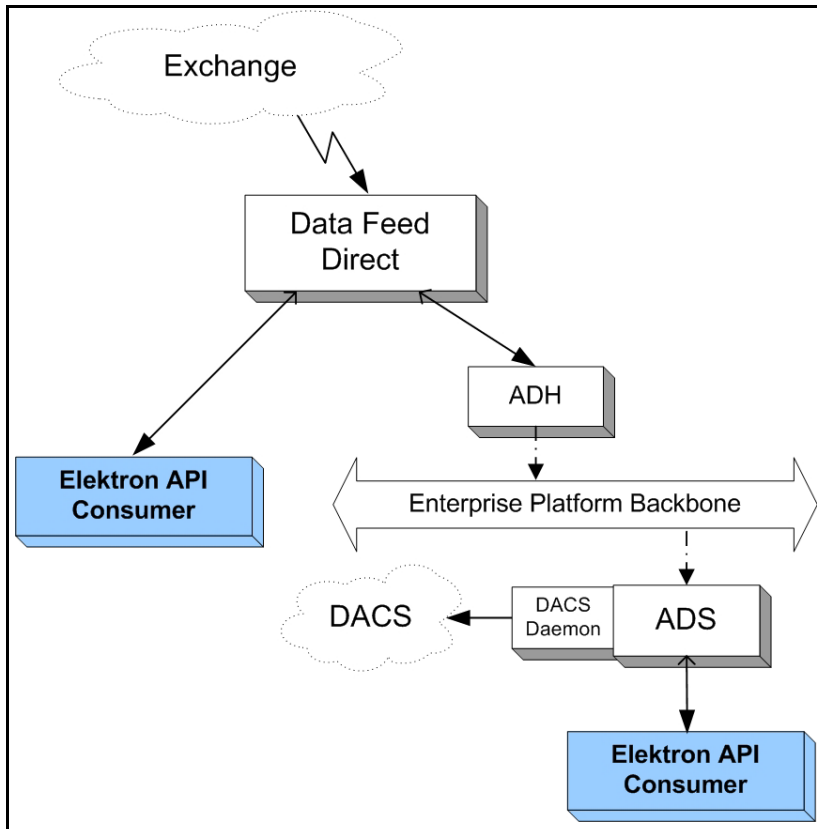 Exchange
Data Feed
Direct
ADH
Elektron API
Consumer
Enterprise Platform Backbone
DACS
DACS
Daemon
ADS
Elektron API
Consumer